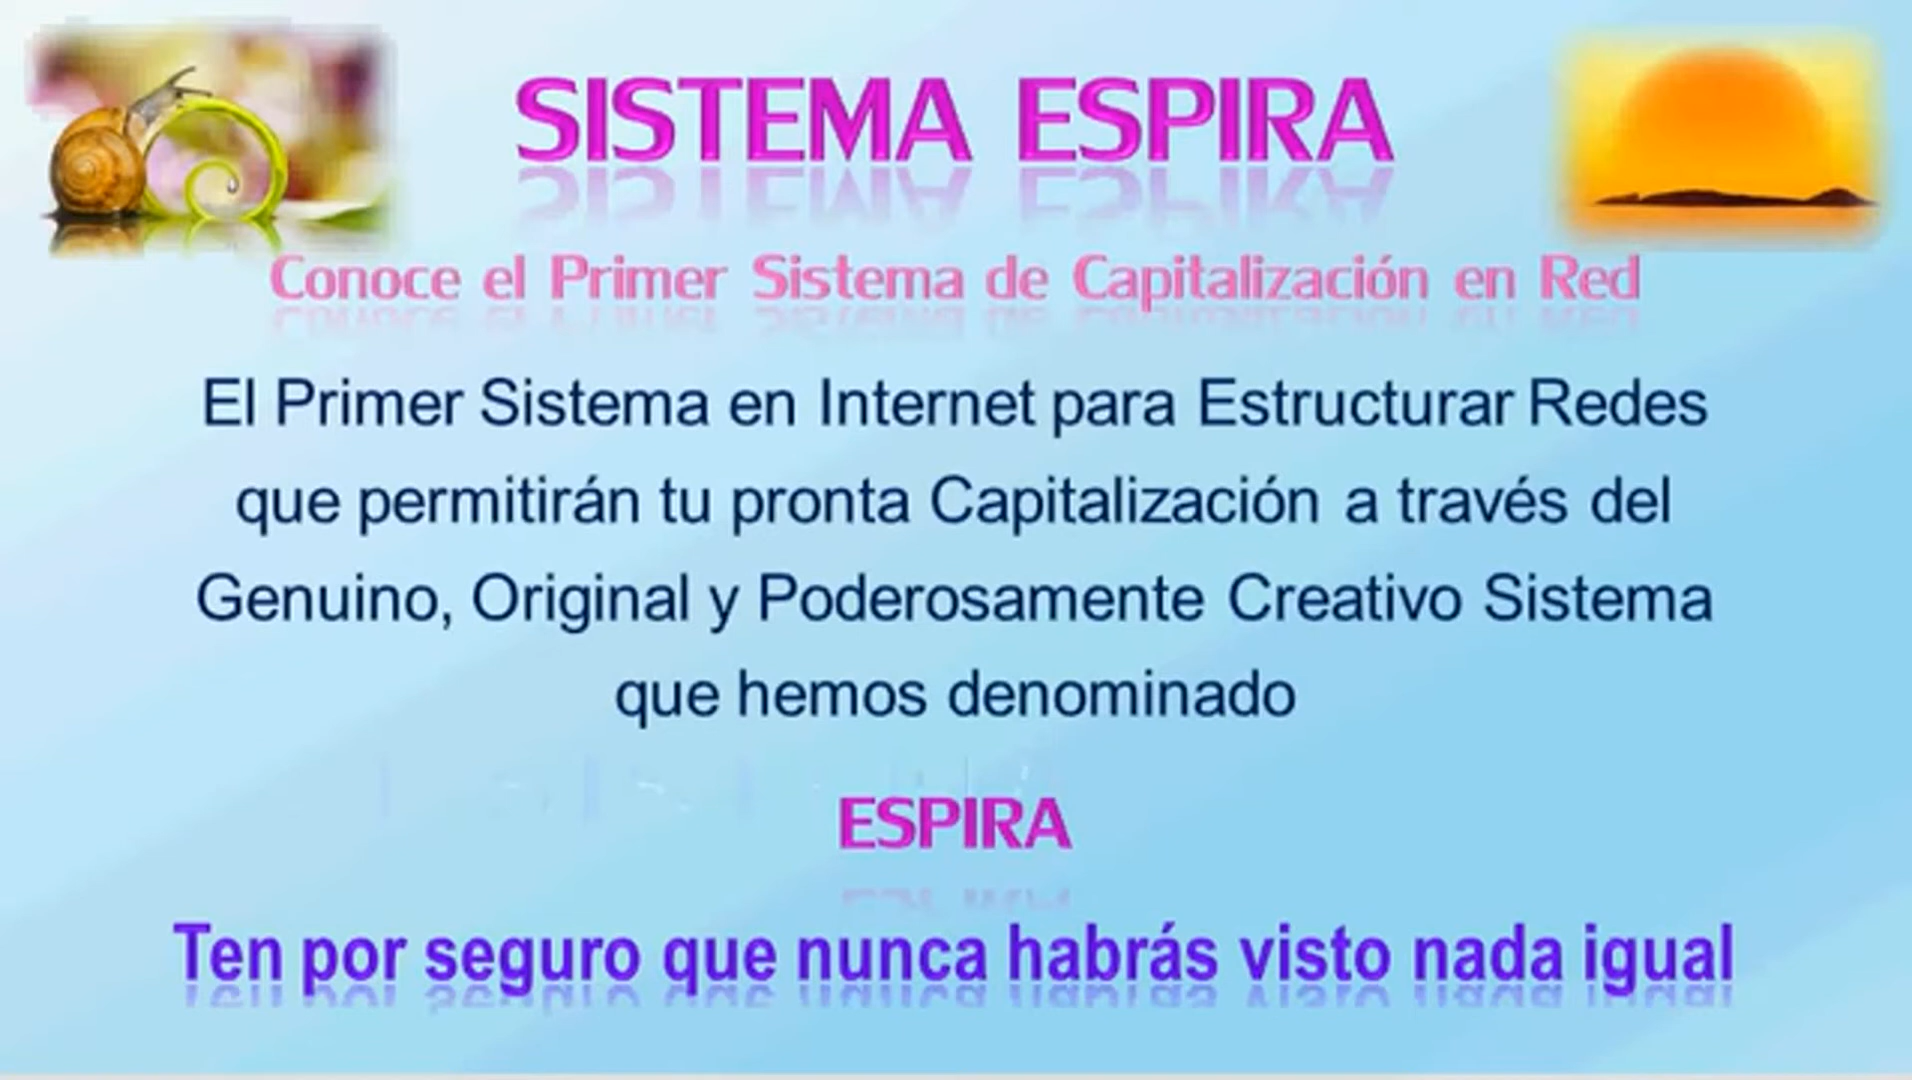 SISTEMA ESPIRA
Conoce el Primer Sistema de Capitalización en Red
El Primer Sistema en Internet para Estructurar Redes
que permitirán tu pronta Capitalización a través del
Genuino, Original y Poderosamente Creativo Sistema
que hemos denominado
ESPIRA
Ten por seguro que nunca habrás visto nada igual